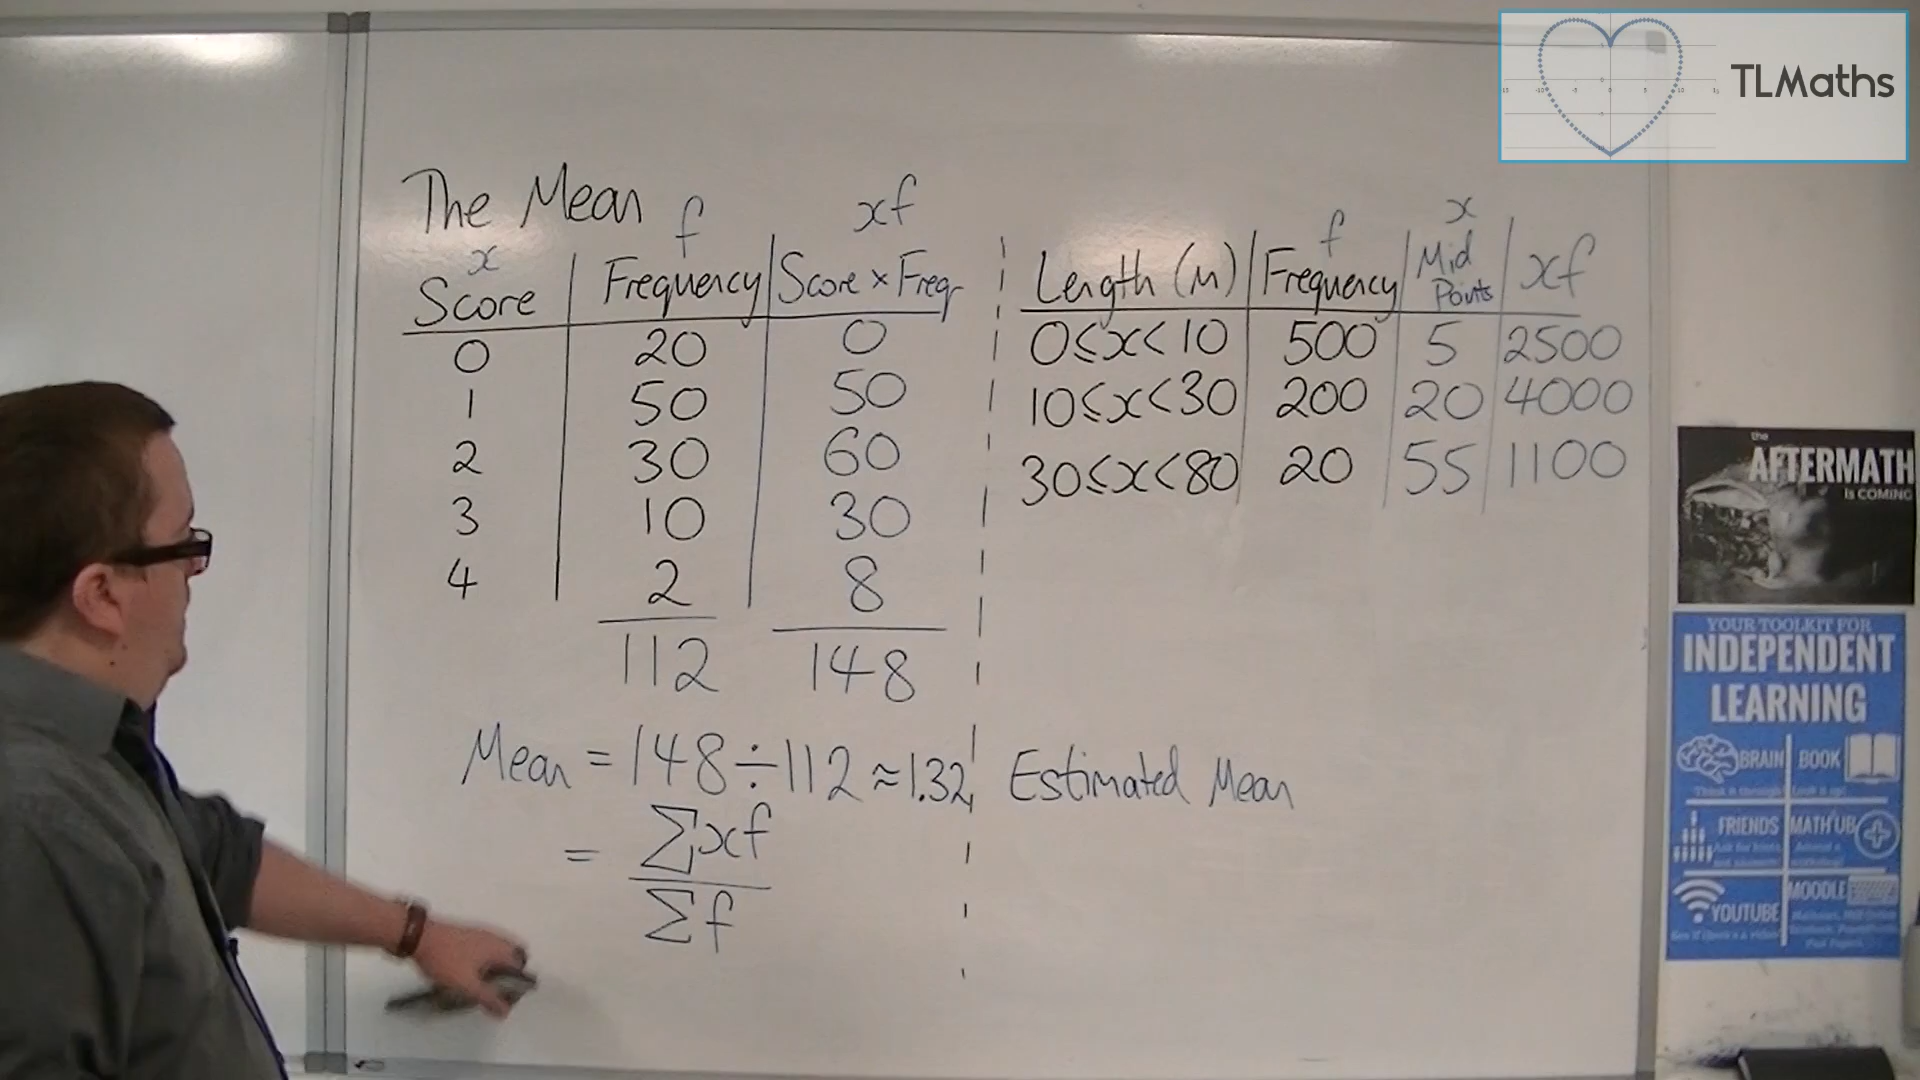 TLMaths
The Mean
x f xf
Score Frequency Score × Freq
0 20 0
1 50 50
2 30 60
3 10 30
4 2 8
112 148
Mean = 148 ÷ 112 ≈ 1.32
= Σxf
Σf
f x
Length (m) Frequency Mid Points xf
0≤x<10 500 5 2500
10≤x<30 200 20 4000
30≤x<80 20 55 1100
Estimated Mean
the
AFTERMATH
IS COMING
YOUR TOOLKIT FOR
INDEPENDENT
LEARNING
BRAIN BOOK
FRIENDS MATH UB
YOUTUBE MOODLE